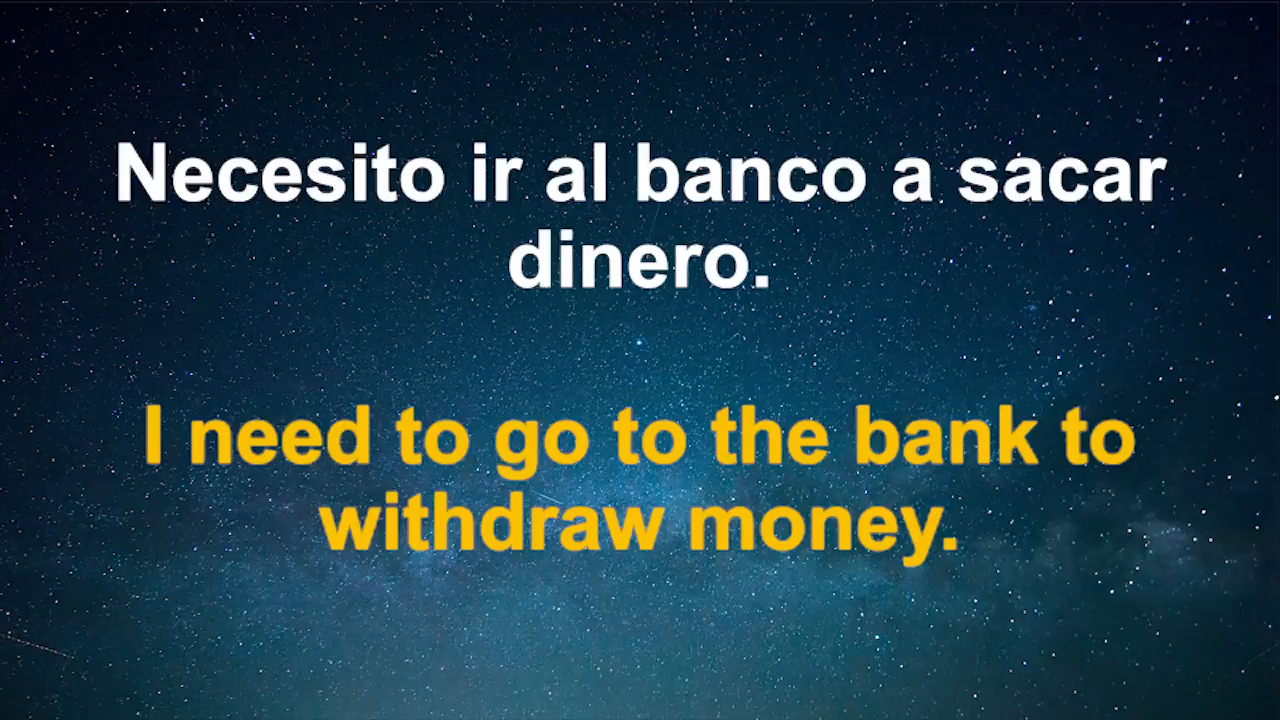 Necesito ir al banco a sacar
dinero.
I need to go to the bank to
withdraw money.